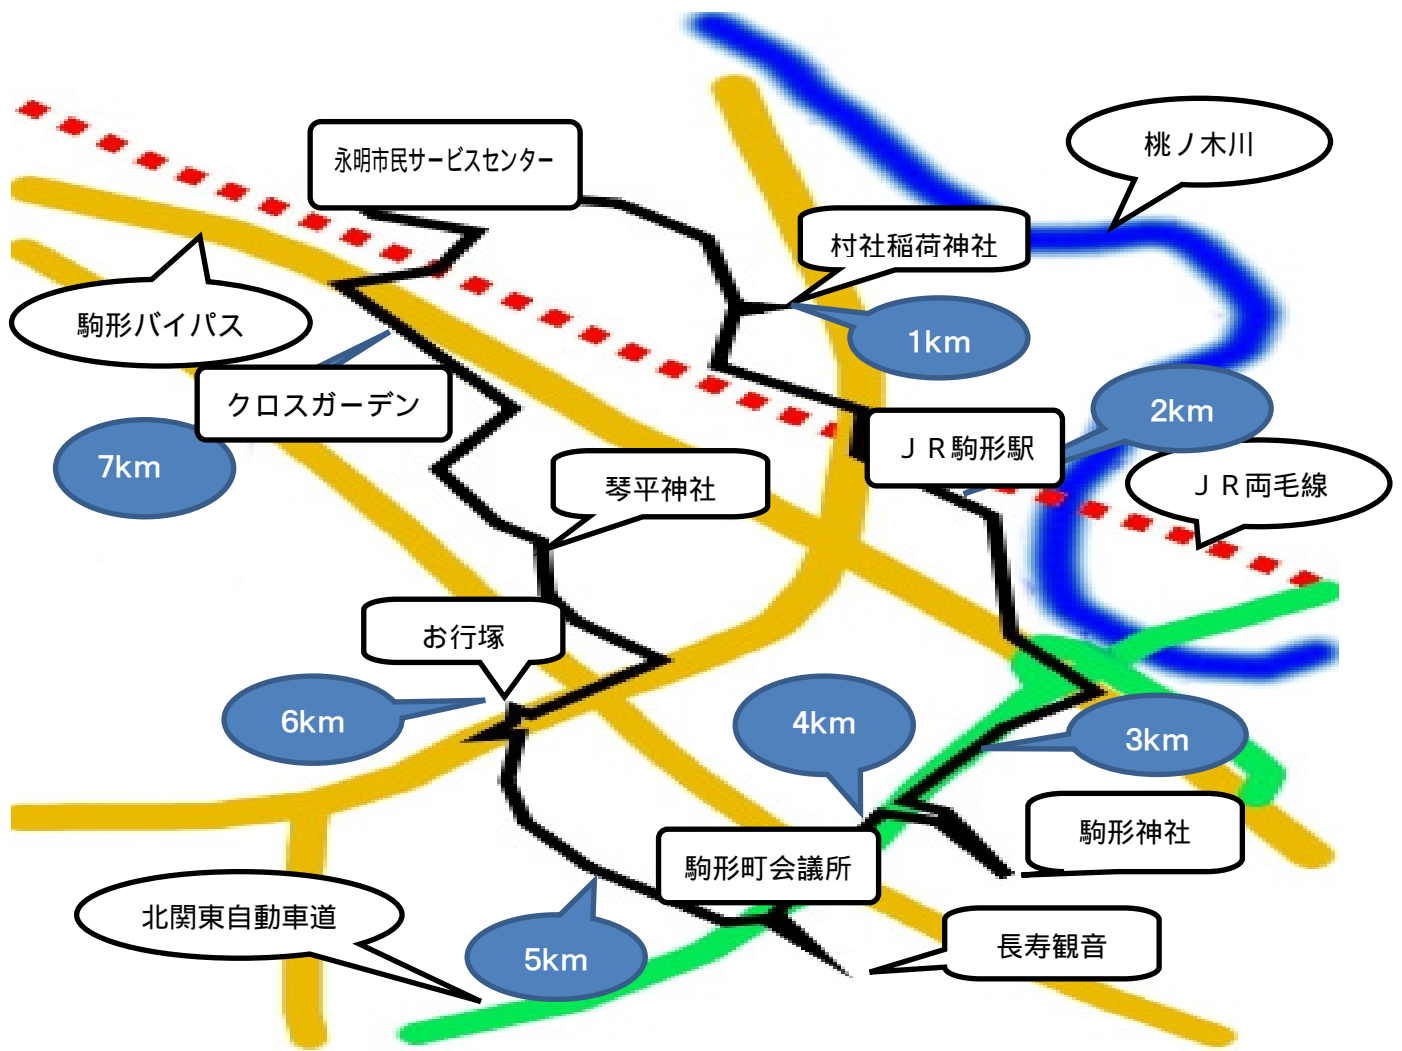 桃ノ木川
永明市民サービスセンター
村社稲荷神社
駒形バイパス
1km
クロスガーデン
2km
ＪＲ駒形駅
7km
琴平神社
ＪＲ両毛線
お行塚
6km
4km
3km
駒形神社
駒形町会議所
北関東自動車道
長寿観音
5km